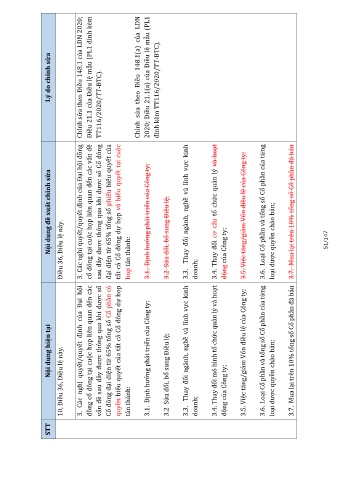 STT
Nội dung hiện tại
Nội dung đề xuất chỉnh sửa
Lý do chỉnh sửa
10. Điều 36, Điều lệ này.
3. Các nghị quyết/quyết định của Đại hội
đồng cổ đông tại cuộc họp liên quan đến các
vấn đề sau đây được thông qua khi được số
Cổ đông đại diện từ 65% tổng số Cổ phần có
quyền biểu quyết của tất cả Cổ đông dự họp
tán thành:
3.1. Định hướng phát triển của Công ty;
3.2 Sửa đổi, bổ sung Điều lệ;
3.3. Thay đổi ngành, nghề và lĩnh vực kinh
doanh;
3.4. Thay đổi mô hình tổ chức quản lý và hoạt
động của Công ty;
3.5. Việc tăng/giảm Vốn điều lệ của Công ty;
3.6. Loại Cổ phần và tổng số Cổ phần của từng
loại được quyền chào bán;
3.7. Mua lại trên 10% tổng số Cổ phần đã bán
Điều 36, Điều lệ này.
3. Các nghị quyết/quyết định của Đại hội đồng
cổ đông tại cuộc họp liên quan đến các vấn đề
sau đây được thông qua khi được số Cổ đông
đại diện từ 65% tổng số phiếu biểu quyết của
tất cả Cổ đông dự họp và biểu quyết tại cuộc
họp tán thành:
3.1. Định hướng phát triển của Công ty;
3.2 Sửa đổi, bổ sung Điều lệ;
3.3. Thay đổi ngành, nghề và lĩnh vực kinh
doanh;
3.4. Thay đổi cơ cấu tổ chức quản lý và hoạt
động của Công ty;
3.5. Việc tăng/giảm Vốn điều lệ của Công ty;
3.6. Loại Cổ phần và tổng số Cổ phần của từng
loại được quyền chào bán;
3.7. Mua lại trên 10% tổng số Cổ phần đã bán
Chỉnh sửa theo Điều 148.1 của LDN 2020;
Điều 21.1 của Điều lệ mẫu (PL1 đính kèm
TT116/2020/TT-BTC).
Chỉnh sửa theo Điều 148.1(a) của LDN
2020; Điều 21.1(a) của Điều lệ mẫu (PL1
đính kèm TT116/2020/TT-BTC).
52/147